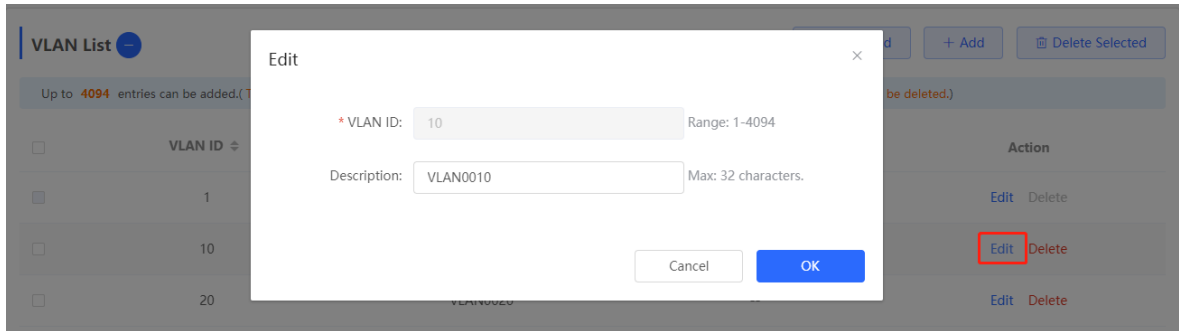 VLAN List
+ Add
Delete Selected
Up to 4094 entries can be added.(
be deleted.)
Edit
* VLAN ID: 10 Range: 1-4094
Description: VLAN0010 Max: 32 characters.
Cancel OK
VLAN ID Action
1 Edit Delete
10 Edit Delete
20 VLAN0020 Edit Delete